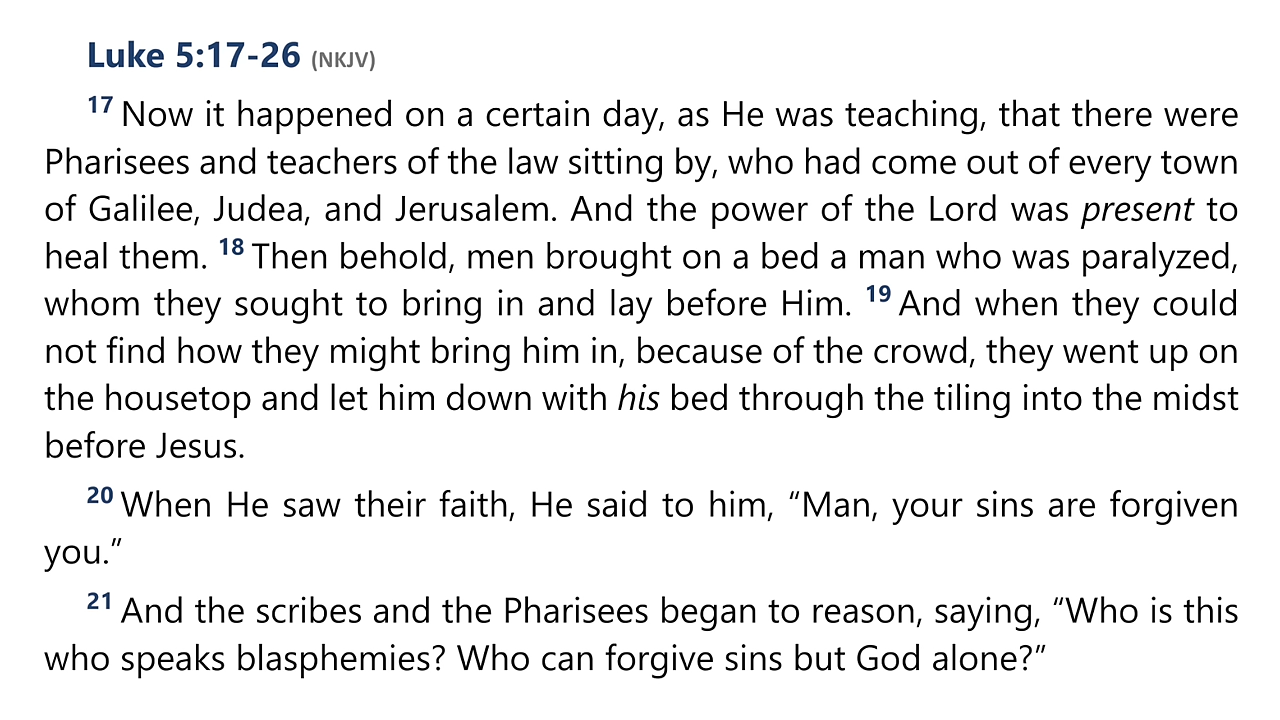 Luke 5:17-26 (NKJV)
17 Now it happened on a certain day, as He was teaching, that there were
Pharisees and teachers of the law sitting by, who had come out of every town
of Galilee, Judea, and Jerusalem. And the power of the Lord was present to
heal them. 18 Then behold, men brought on a bed a man who was paralyzed,
whom they sought to bring in and lay before Him. 19 And when they could
not find how they might bring him in, because of the crowd, they went up on
the housetop and let him down with his bed through the tiling into the midst
before Jesus.
20 When He saw their faith, He said to him, “Man, your sins are forgiven
you.”
21 And the scribes and the Pharisees began to reason, saying, “Who is this
who speaks blasphemies? Who can forgive sins but God alone?”